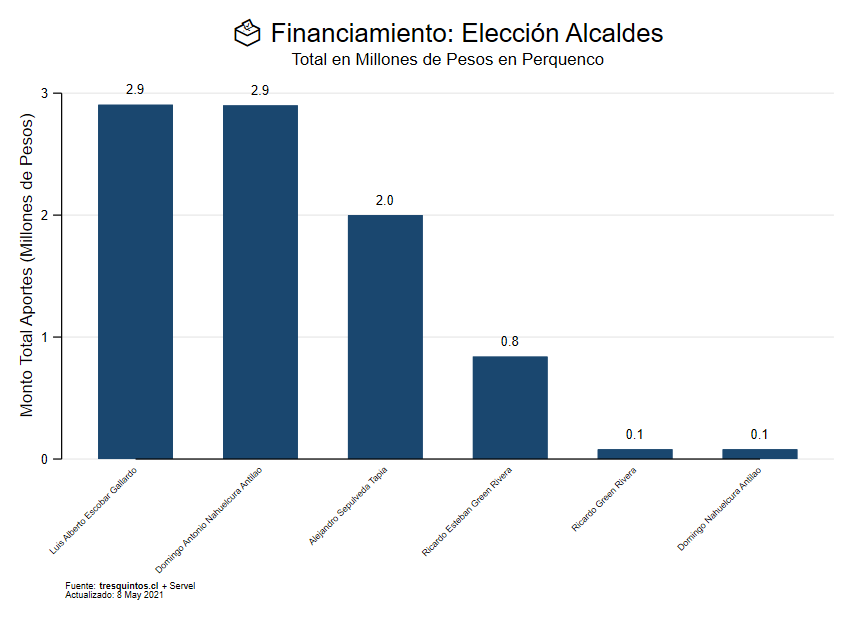 Financiamiento: Elección Alcaldes
Total en Millones de Pesos en Perquenco
Monto Total Aportes (Millones de Pesos)
3
2
1
0
2.9
2.9
2.0
0.8
0.1
0.1
Luis Alberto Escobar Gallardo
Domingo Antonio Nahuelcura Antilao
Alejandro Sepulveda Tapia
Ricardo Esteban Green Rivera
Ricardo Green Rivera
Domingo Nahuelcura Antilao
Fuente: tresquintos.cl + Servel
Actualizado: 8 May 2021